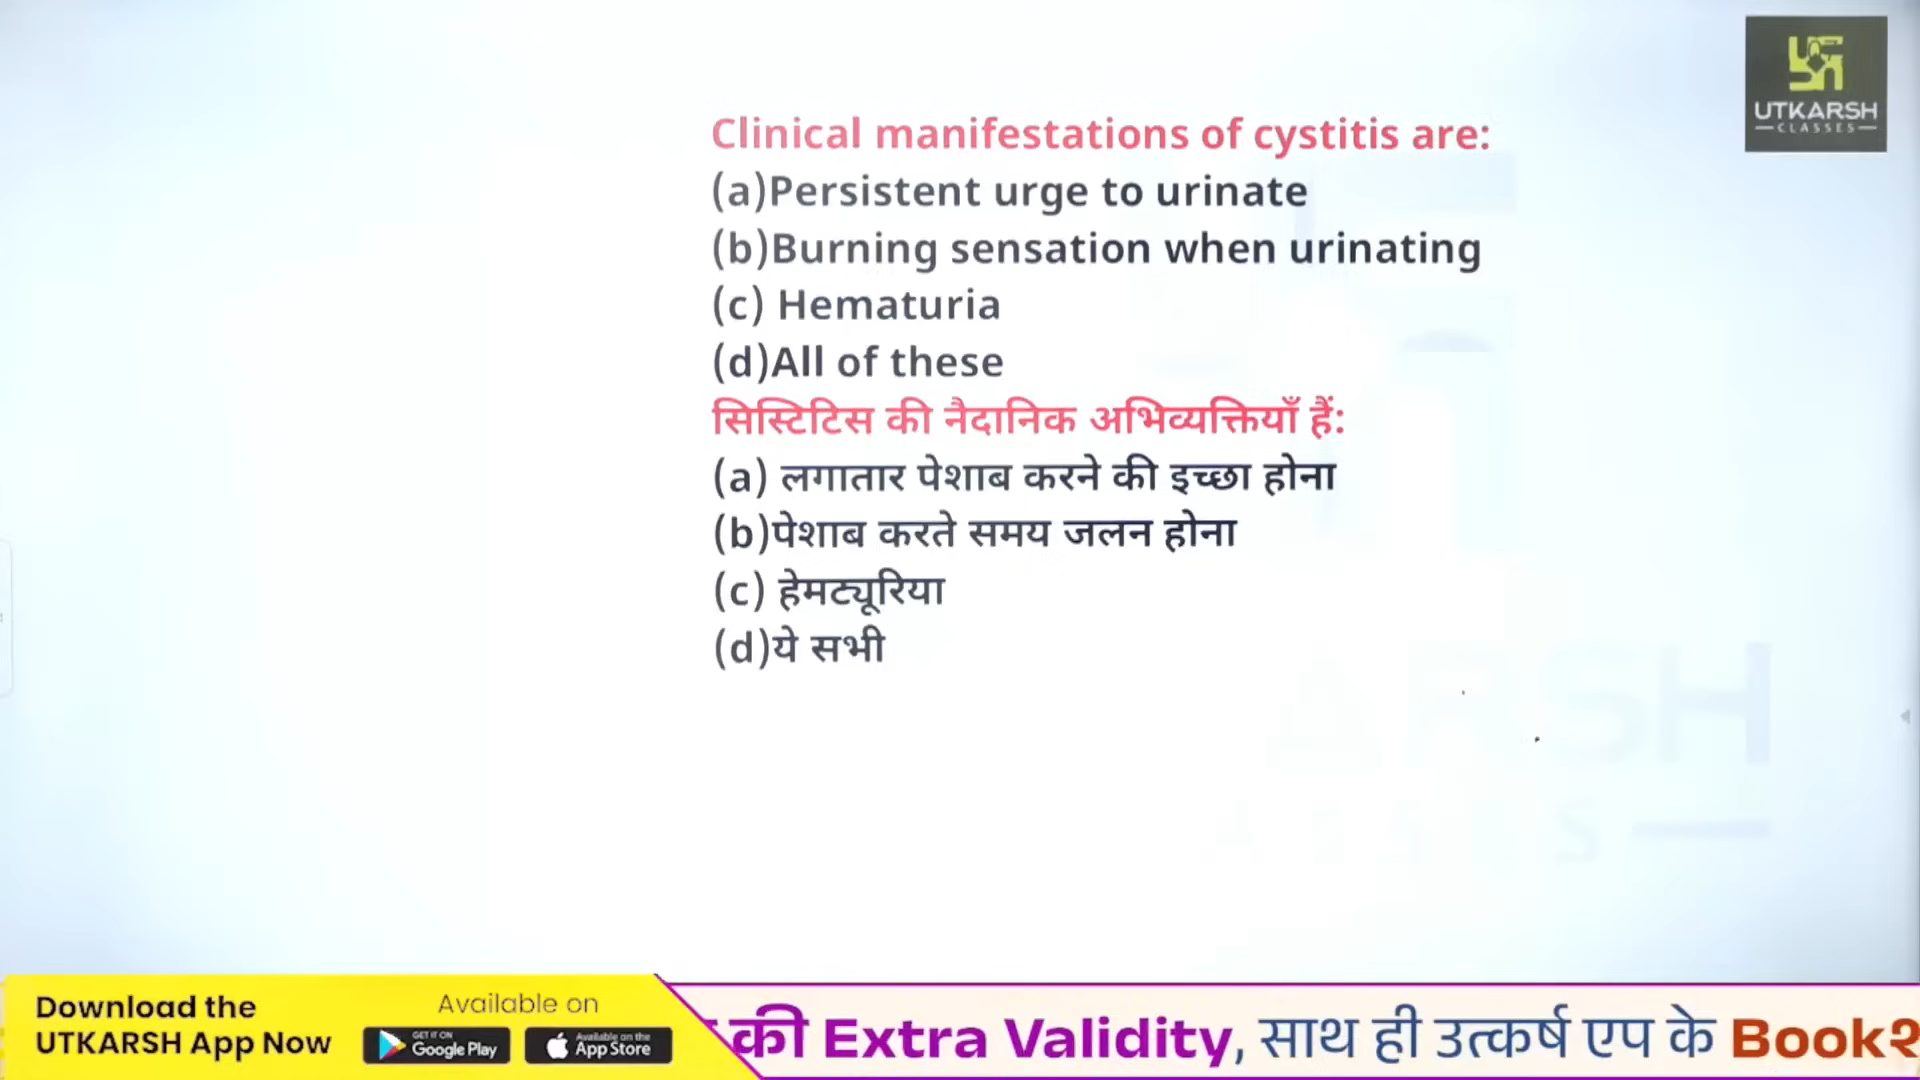 UTKARSH
CLASSES
Clinical manifestations of cystitis are:
(a)Persistent urge to urinate
(b)Burning sensation when urinating
(c) Hematuria
(d)All of these
सिस्टिटिस की नैदानिक अभिव्यक्तियाँ हैं:
(a) लगातार पेशाब करने की इच्छा होना
(b)पेशाब करते समय जलन होना
(c) हेमट्यूरिया
(d)ये सभी
Download the
UTKARSH App Now
Available on
GET IT ON
Google Play
Available on the
App Store
की Extra Validity, साथ ही उत्कर्ष एप के Book